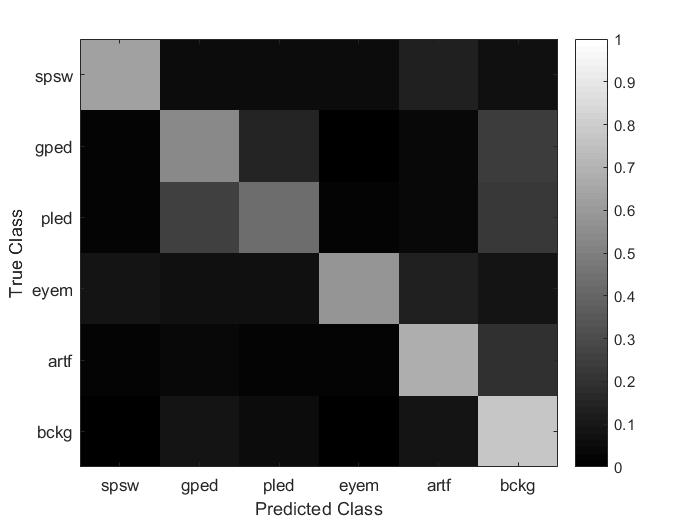 spsw
gped
pled
eyem
artf
bckg
True Class
spsw gped pled eyem artf bckg
Predicted Class
1
0.9
0.8
0.7
0.6
0.5
0.4
0.3
0.2
0.1
0